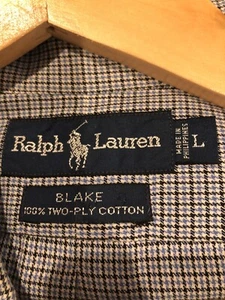 Ralph Lauren
MADE IN
PHILIPPINES
L
BLAKE
100% TWO-PLY COTTON